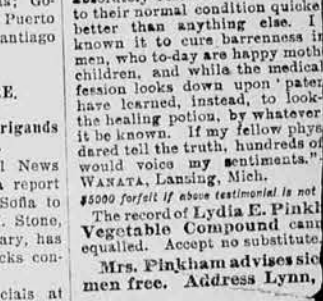 Go-
Puerto
antiago
E.
rigands
l News
a report
Sofia to
. Stone,
ary, has
cks con-
cials at
to their normal condition quicke
better than anything else. I
known it to cure barrenness i
men, who to-day are happy moth
children, and while the medical
fession looks down upon 'pate
have learned, instead, to look
the healing potion, by whatever
it be known. If my fellow phys
dared tell the truth, hundreds of
would voice my sentiments."
WANATA, Lansing, Mich.
$5000 forfeit if above testimonial is not
The record of Lydia E. Pinkh
Vegetable Compound cann
equalled. Accept no substitute.
Mrs. Pinkham advises sic
men free. Address Lynn,